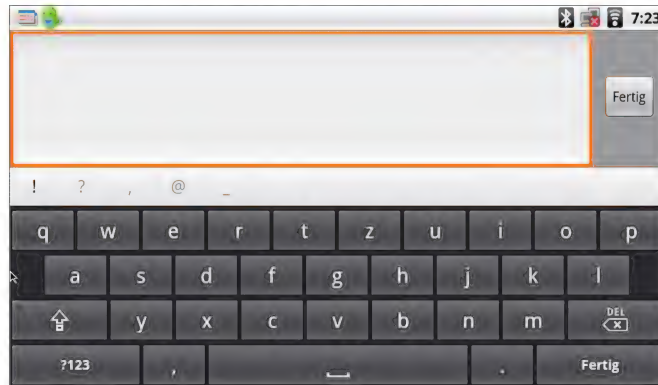 7:23
Fertig
! ? , @ _
q w e r t z u i o p
a s d f g h j k l
y x c v b n m DEL
?123 , . Fertig